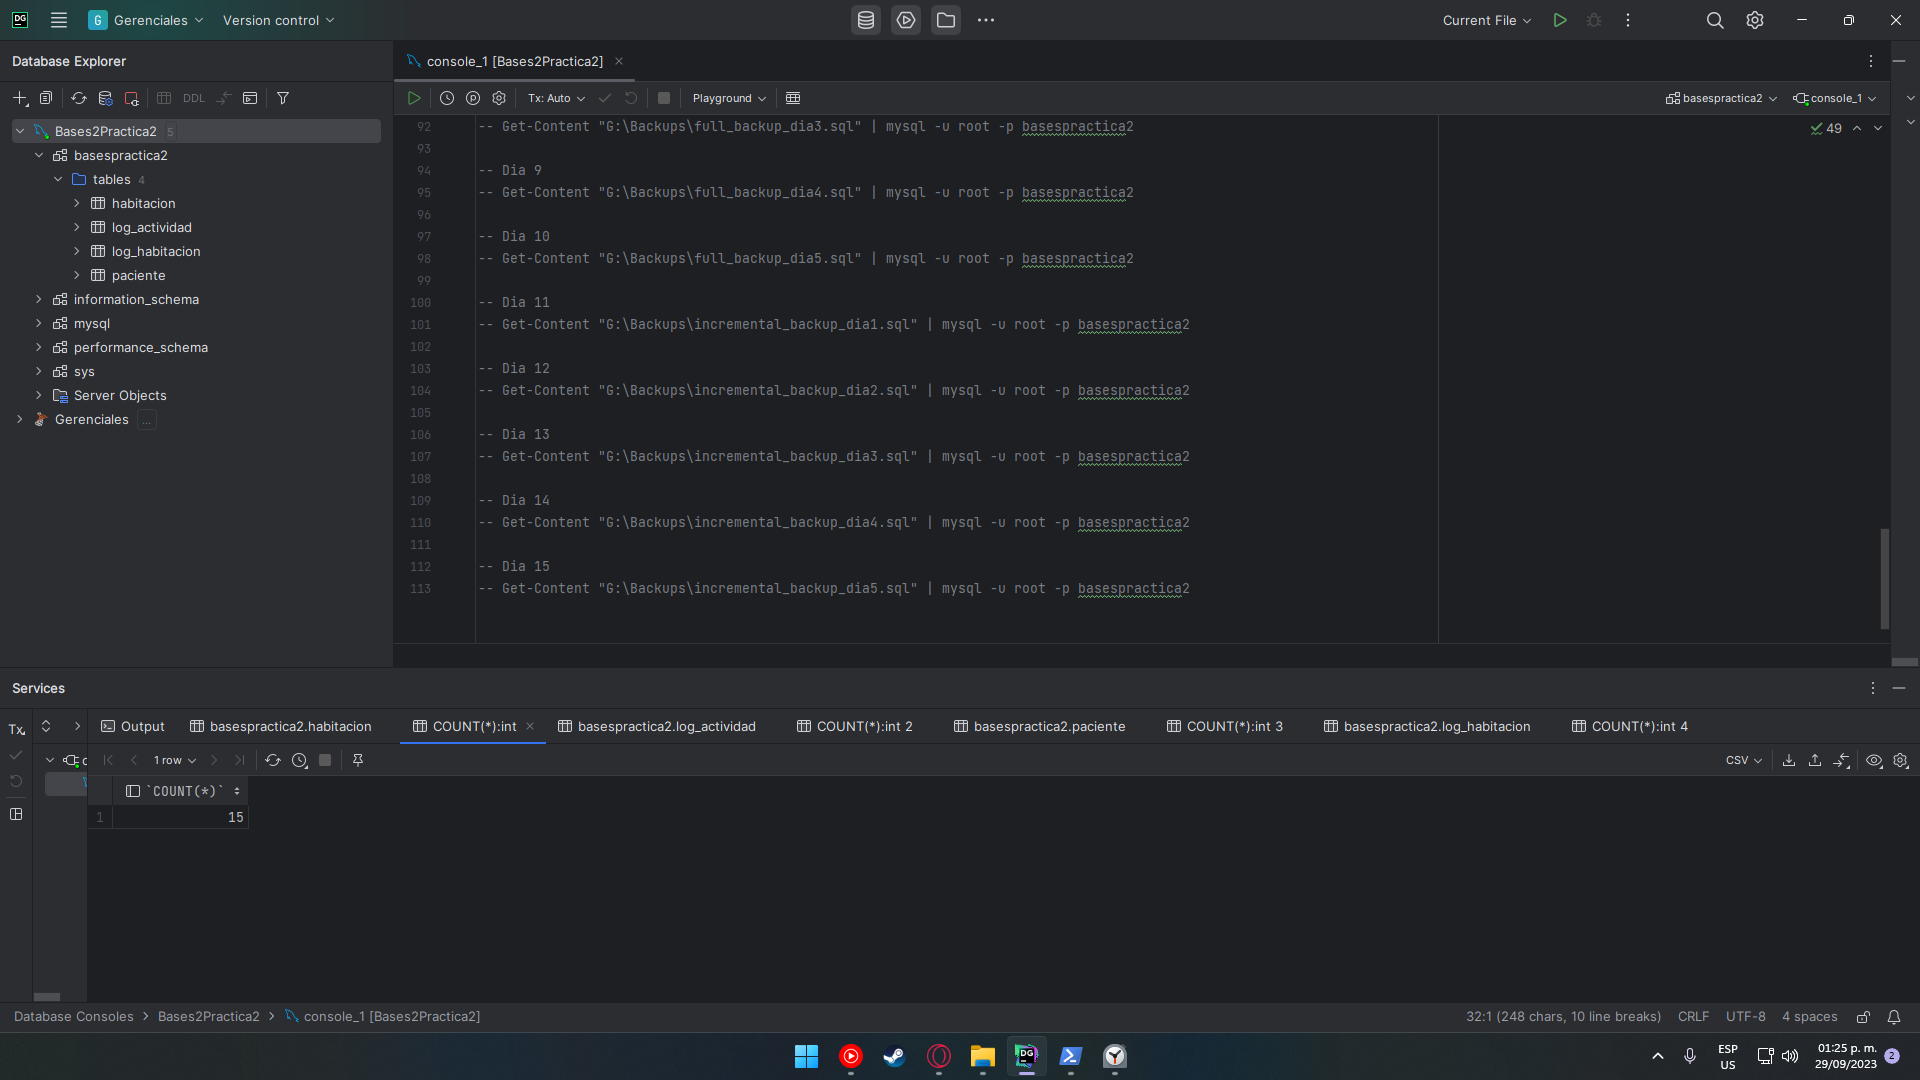 DG G Gerenciales Version control Current File
Database Explorer
console_1 [Bases2Practica2]
DDL
Tx: Auto Playground basespractica2 console_1
Bases2Practica2 5
basespractica2
tables 4
habitacion
log_actividad
log_habitacion
paciente
information_schema
mysql
performance_schema
sys
Server Objects
Gerenciales ...
49
92 -- Get-Content "G:\Backups\full_backup_dia3.sql" | mysql -u root -p basespractica2
93
94 -- Dia 9
95 -- Get-Content "G:\Backups\full_backup_dia4.sql" | mysql -u root -p basespractica2
96
97 -- Dia 10
98 -- Get-Content "G:\Backups\full_backup_dia5.sql" | mysql -u root -p basespractica2
99
100 -- Dia 11
101 -- Get-Content "G:\Backups\incremental_backup_dia1.sql" | mysql -u root -p basespractica2
102
103 -- Dia 12
104 -- Get-Content "G:\Backups\incremental_backup_dia2.sql" | mysql -u root -p basespractica2
105
106 -- Dia 13
107 -- Get-Content "G:\Backups\incremental_backup_dia3.sql" | mysql -u root -p basespractica2
108
109 -- Dia 14
110 -- Get-Content "G:\Backups\incremental_backup_dia4.sql" | mysql -u root -p basespractica2
111
112 -- Dia 15
113 -- Get-Content "G:\Backups\incremental_backup_dia5.sql" | mysql -u root -p basespractica2
Services
Tx Output basespractica2.habitacion COUNT(*):int basespractica2.log_actividad COUNT(*):int 2 basespractica2.paciente COUNT(*):int 3 basespractica2.log_habitacion COUNT(*):int 4
c 1 row CSV
`COUNT(*)`
1 15
Database Consoles > Bases2Practica2 > console_1 [Bases2Practica2] 32:1 (248 chars, 10 line breaks) CRLF UTF-8 4 spaces
DG ESP 01:25 p. m. 2
US 29/09/2023